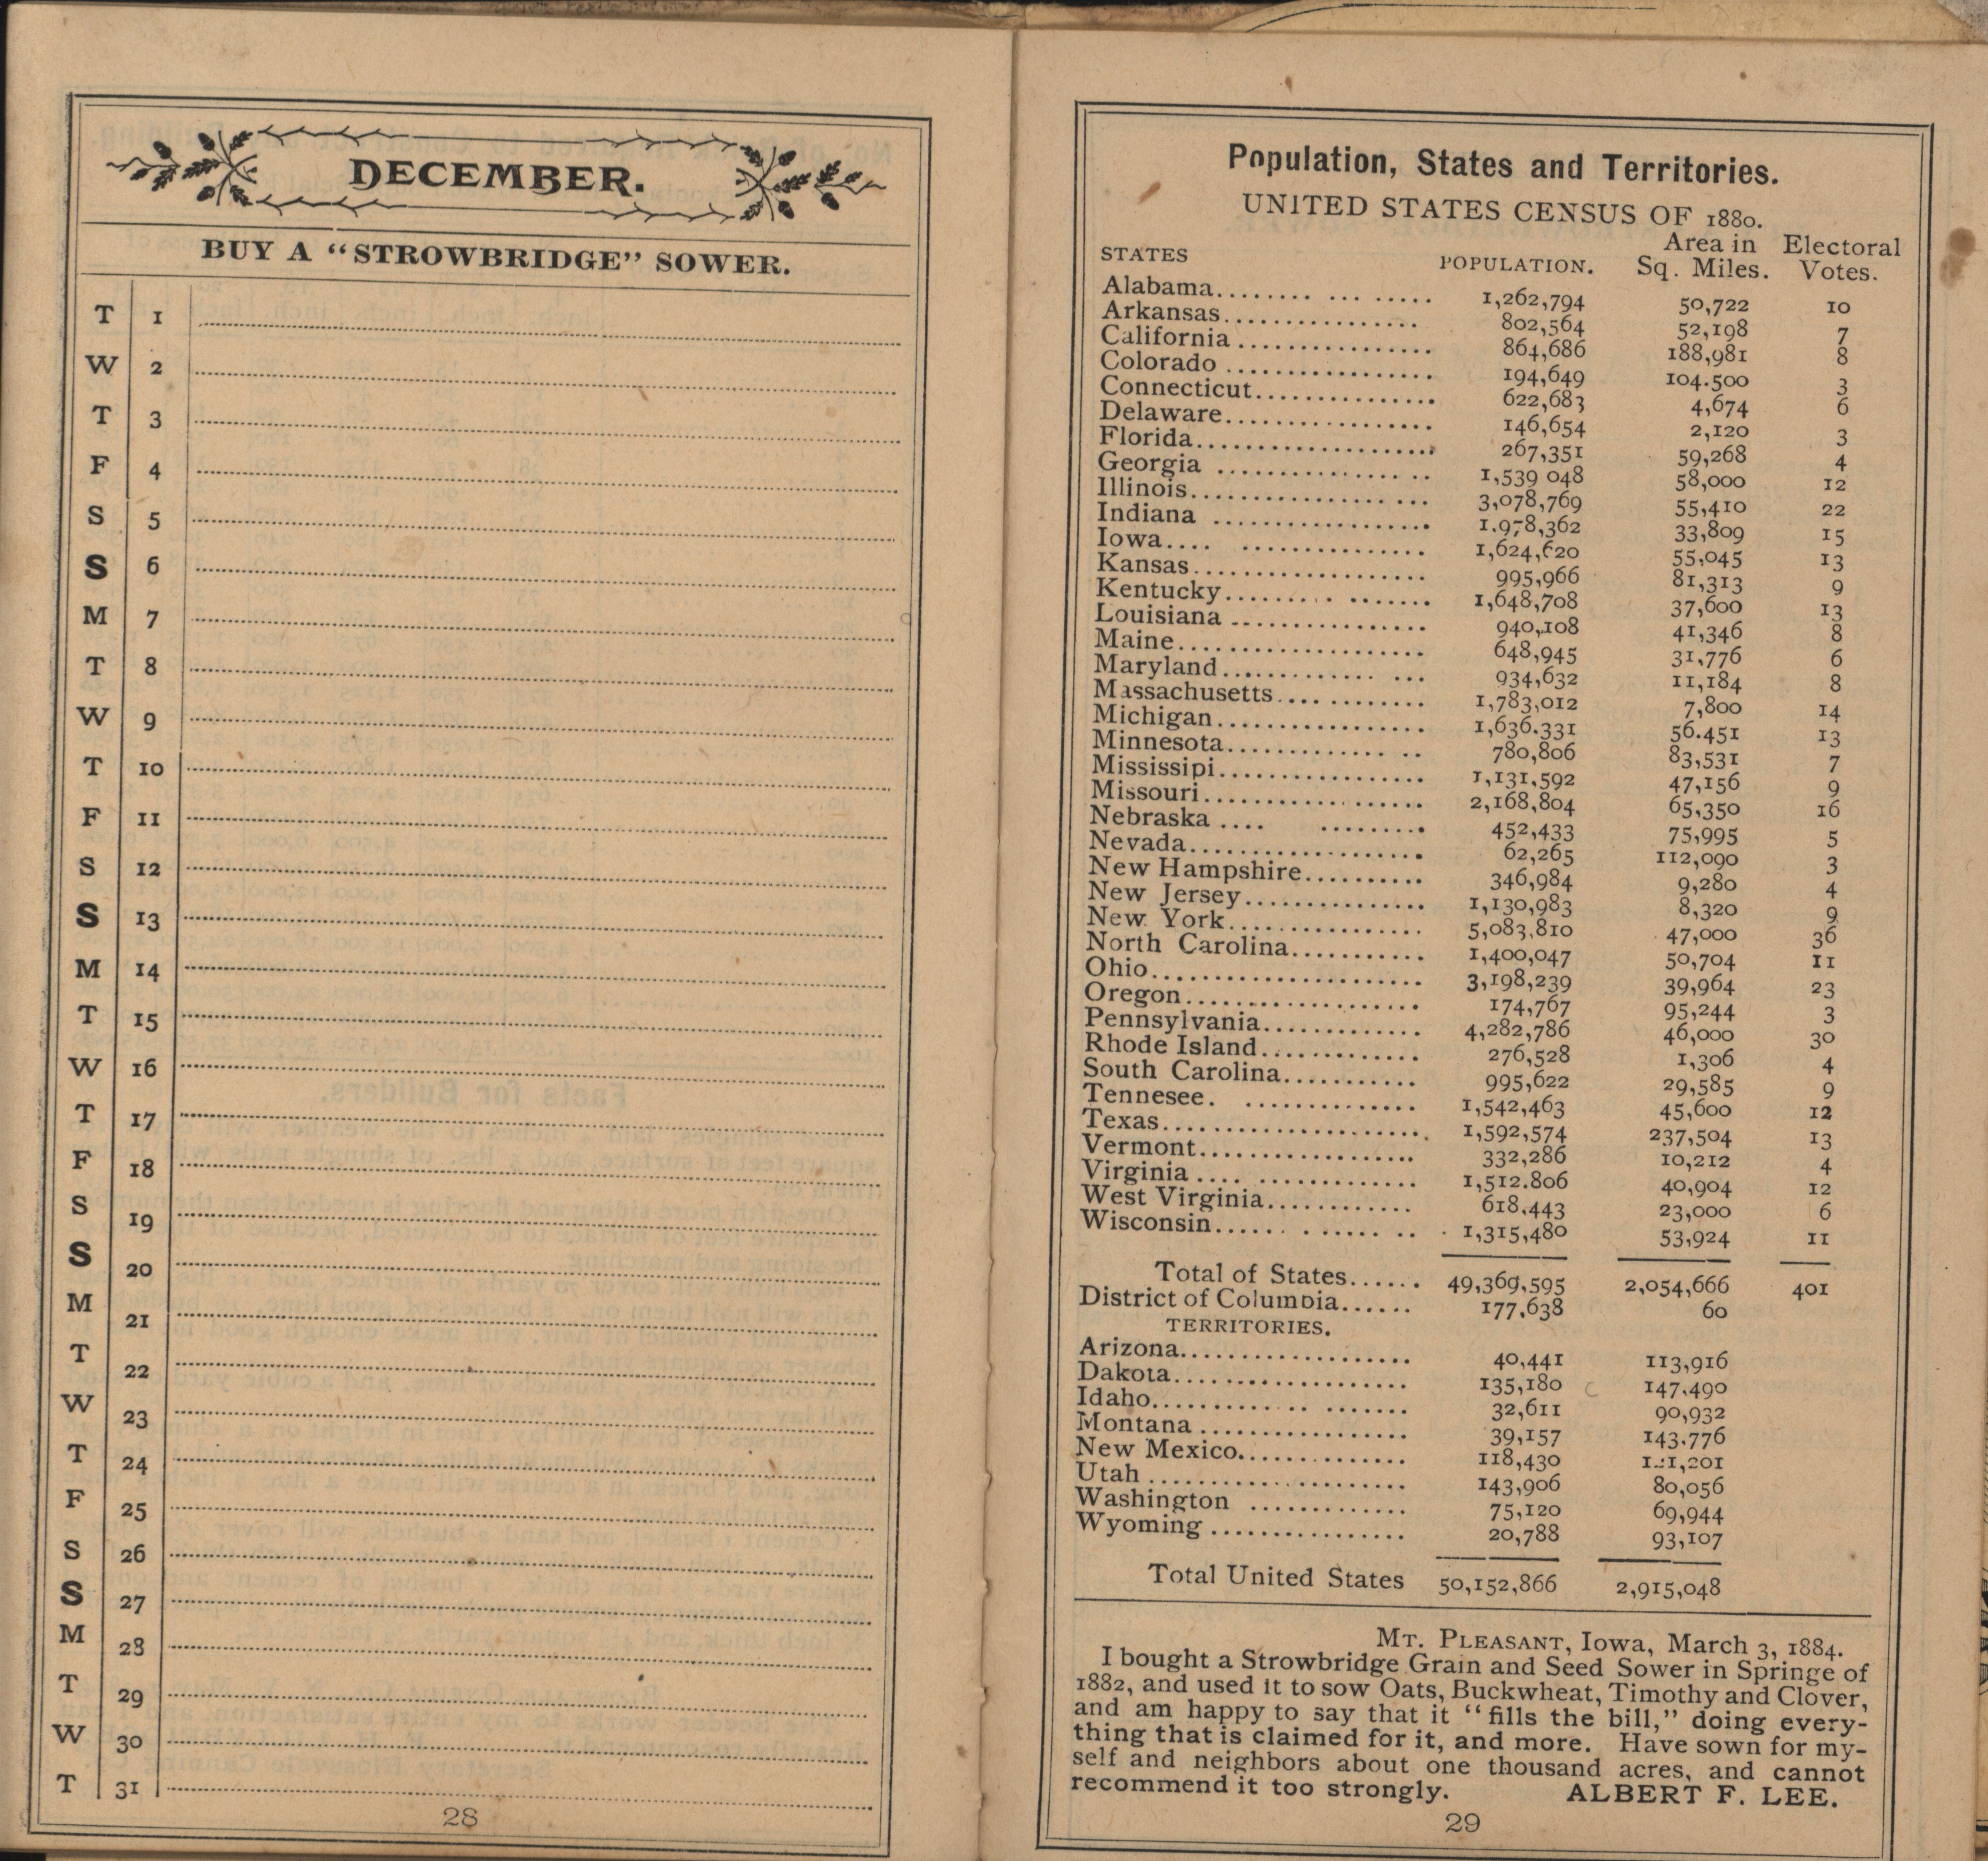 DECEMBER.
BUY A “STROWBRIDGE” SOWER.
T 1
W 2
T 3
F 4
S 5
S 6
M 7
T 8
W 9
T 10
F 11
S 12
S 13
M 14
T 15
W 16
T 17
F 18
S 19
S 20
M 21
T 22
W 23
T 24
F 25
S 26
S 27
M 28
T 29
W 30
T 31
28
Population, States and Territories.
UNITED STATES CENSUS OF 1880.
STATES POPULATION. Area in Sq. Miles. Electoral Votes.
Alabama........ ... ..... 1,262,794 50,722 10
Arkansas................ 802,564 52,198 7
California ................ 864,686 188,981 8
Colorado ................. 194,649 104.500 3
Connecticut............... 622,683 4,674 6
Delaware.................. 146,654 2,120 3
Florida..................... 267,351 59,268 4
Georgia ............... .. 1,539 048 58,000 12
Illinois................ ... 3,078,769 55,410 22
Indiana .................. 1.978,362 33,809 15
Iowa.... ............... 1,624,620 55,045 13
Kansas.................... 995,966 81,313 9
Kentucky......... ....... 1,648,708 37,600 13
Louisiana ................ 940,108 41,346 8
Maine..................... 648,945 31,776 6
Maryland............. ... 934,632 11,184 8
Massachusetts.... ........ 1,783,012 7,800 14
Michigan.................. 1,636.331 56.451 13
Minnesota.............. .. 780,806 83,531 7
Mississipi................. 1,131,592 47,156 9
Missouri.................. 2,168,804 65,350 16
Nebraska .... ......... 452,433 75,995 5
Nevada.................... 62,265 112,090 3
New Hampshire.......... 346,984 9,280 4
New Jersey............... 1,130,983 8,320 9
New York................. 5,083,810 47,000 36
North Carolina........... 1,400,047 50,704 11
Ohio....................... 3,198,239 39,964 23
Oregon.................... 174,767 95,244 3
Pennsylvania............. 4,282,786 46,000 30
Rhode Island............. 276,528 1,306 4
South Carolina........... 995,622 29,585 9
Tennesee. .............. 1,542,463 45,600 12
Texas...................... 1,592,574 237,504 13
Vermont.................. 332,286 10,212 4
Virginia .... ............. 1,512.806 40,904 12
West Virginia............ 618,443 23,000 6
Wisconsin...... ....... .. 1,315,480 53,924 11
Total of States...... 49,369,595 2,054,666 401
District of Columbia...... 177,638 60
TERRITORIES.
Arizona.................... 40,441 113,916
Dakota.................... 135,180 147,490
Idaho............. ....... 32,611 90,932
Montana .................. 39,157 143,776
New Mexico.............. 118,430
Utah ...................... 143,906 80,056
Washington ............. 75,120 69,944
Wyoming ................ 20,788 93,107
Total United States 50,152,866 2,915,048
MT. PLEASANT, Iowa, March 3, 1884.
I bought a Strowbridge Grain and Seed Sower in Springe of
1882, and used it to sow Oats, Buckwheat, Timothy and Clover,
and am happy to say that it “fills the bill,” doing every-
thing that is claimed for it, and more. Have sown for my-
self and neighbors about one thousand acres, and cannot
recommend it too strongly. ALBERT F. LEE.
29